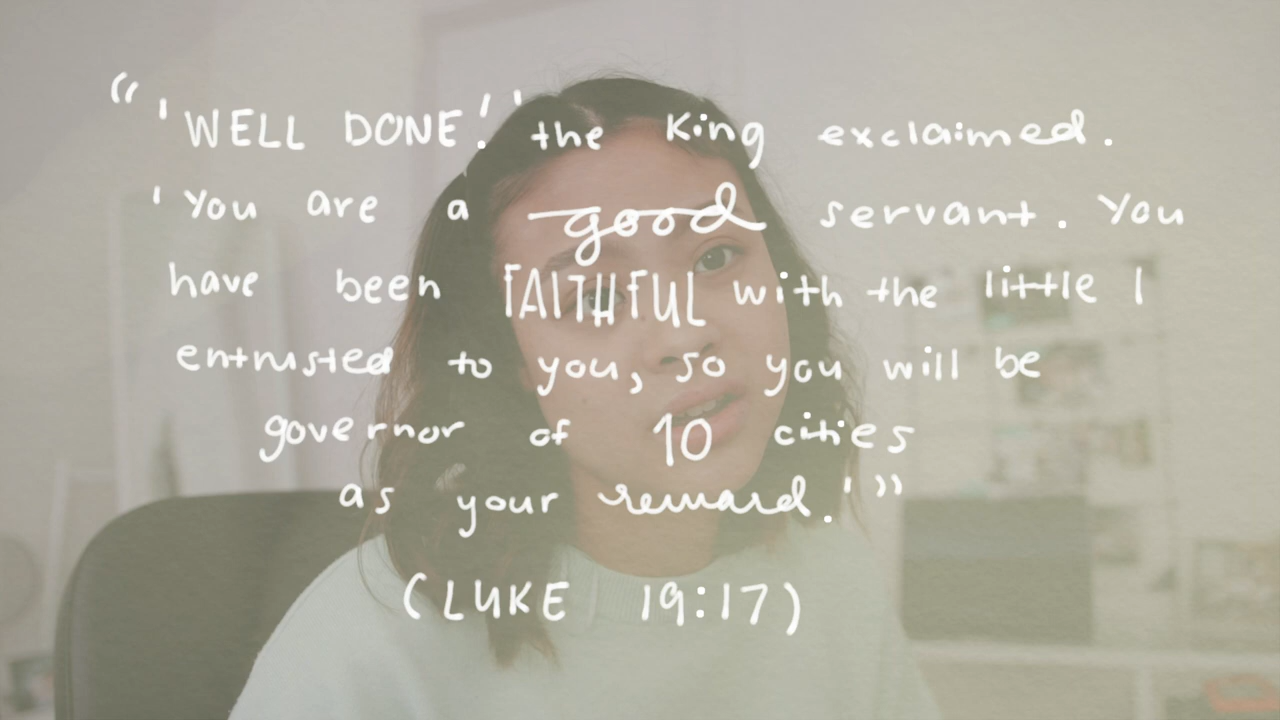 “‘WELL DONE!’ the King exclaimed.
‘You are a good servant. You
have been FAITHFUL with the little I
entrusted to you, so you will be
governor of 10 cities
as your reward.’”
(LUKE 19:17)